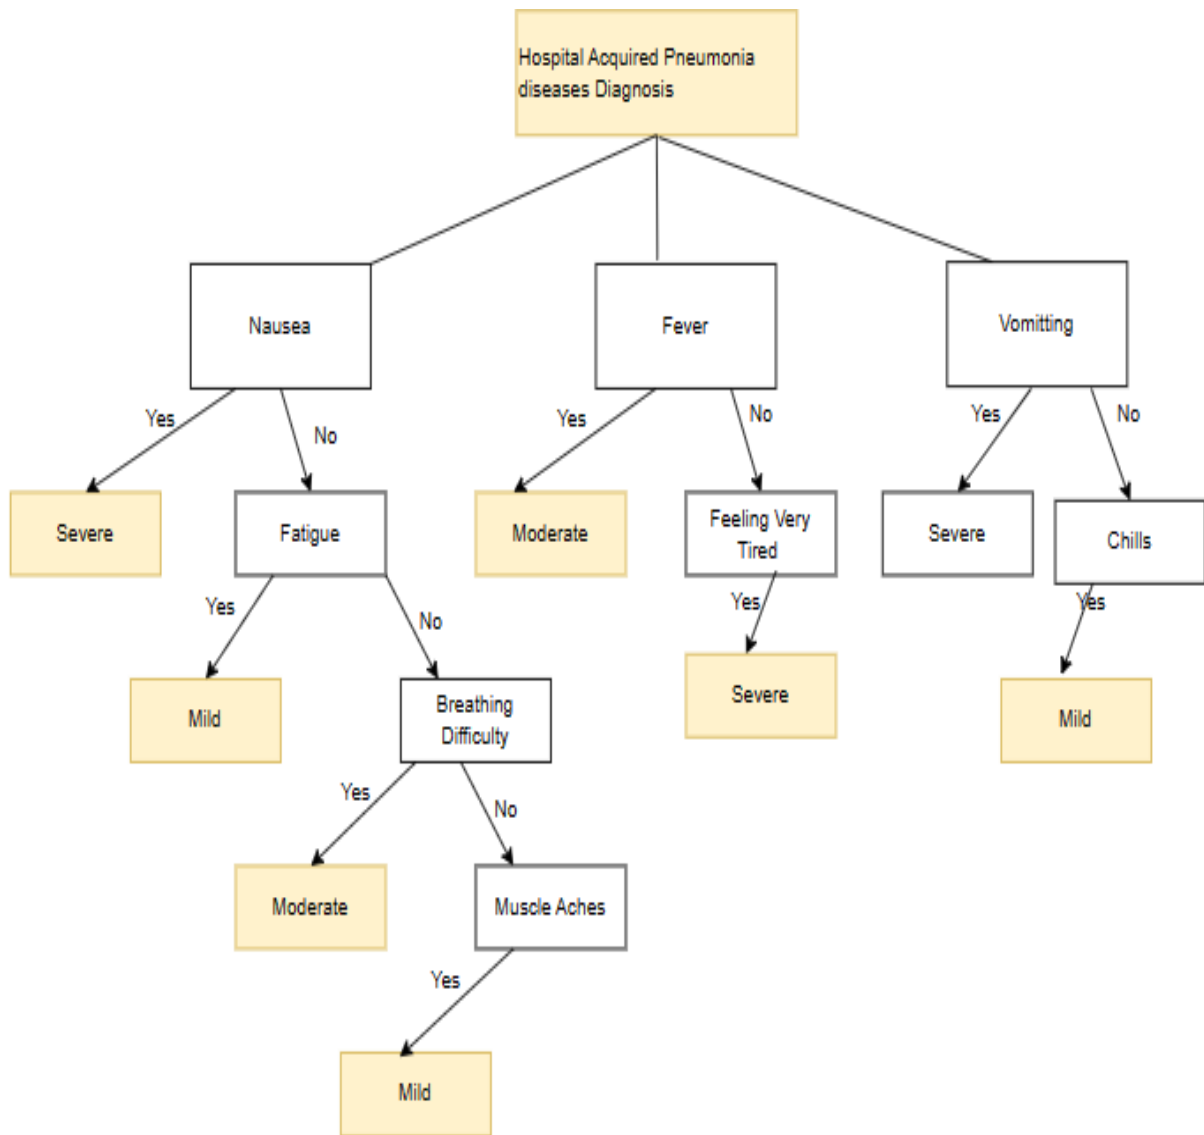 Hospital Acquired Pneumonia
diseases Diagnosis
Nausea
Fever
Vomitting
Yes
No
Yes
No
Yes
No
Severe
Fatigue
Moderate
Feeling Very
Tired
Severe
Chills
Yes
No
Yes
Yes
Mild
Breathing
Difficulty
Severe
Mild
Yes
No
Moderate
Muscle Aches
Yes
Mild